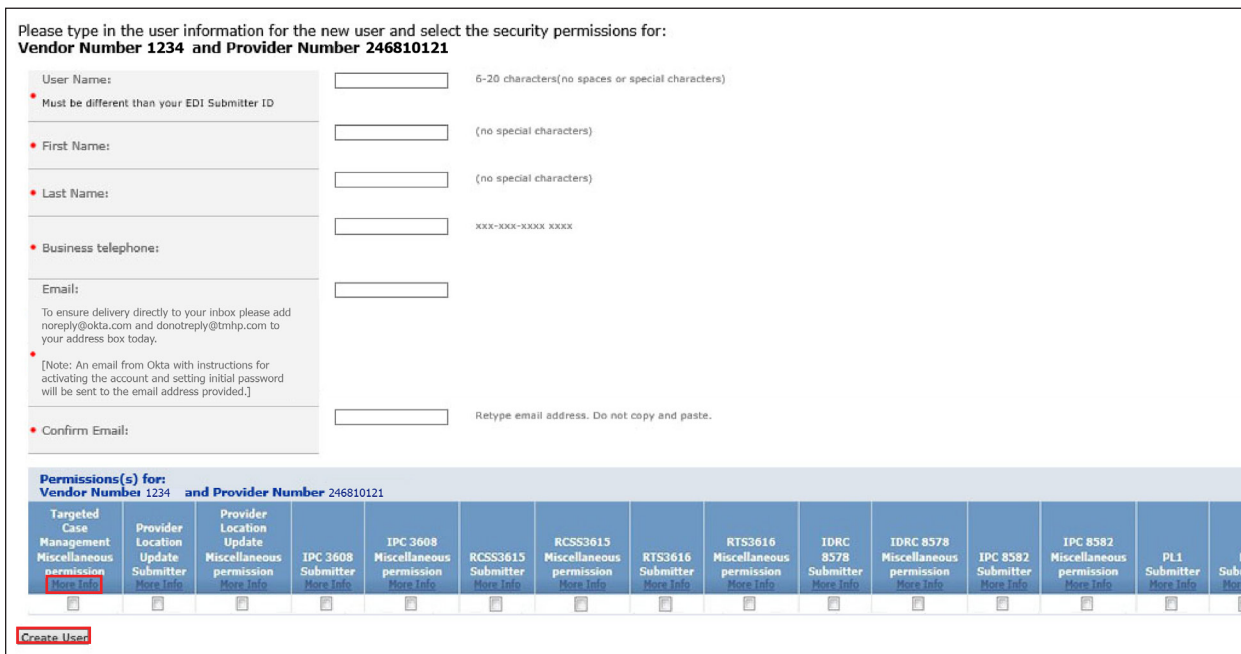 Please type in the user information for the new user and select the security permissions for:
Vendor Number 1234 and Provider Number 246810121
User Name:
6-20 characters(no spaces or special characters)
* Must be different than your EDI Submitter ID
(no special characters)
* First Name:
(no special characters)
* Last Name:
xxx-xxx-xxxx xxxx
* Business telephone:
Email:
To ensure delivery directly to your inbox please add
noreply@okta.com and donotreply@tmhp.com to
your address box today.
*
[Note: An email from Okta with instructions for
activating the account and setting initial password
will be sent to the email address provided.]
Retype email address. Do not copy and paste.
* Confirm Email:
Permissions(s) for:
Vendor Number 1234 and Provider Number 246810121
Targeted
Case
Management
Miscellaneous
permission
More Info
Provider
Location
Update
Submitter
More Info
Provider
Location
Update
Miscellaneous
permission
More Info
IPC 3608
Submitter
More Info
IPC 3608
Miscellaneous
permission
More Info
RCSS3615
Submitter
More Info
RCSS3615
Miscellaneous
permission
More Info
RTS3616
Submitter
More Info
RTS3616
Miscellaneous
permission
More Info
IDRC
8578
Submitter
More Info
IDRC 8578
Miscellaneous
permission
More Info
IPC 8582
Submitter
More Info
IPC 8582
Miscellaneous
permission
More Info
PL1
Submitter
More Info
Create User